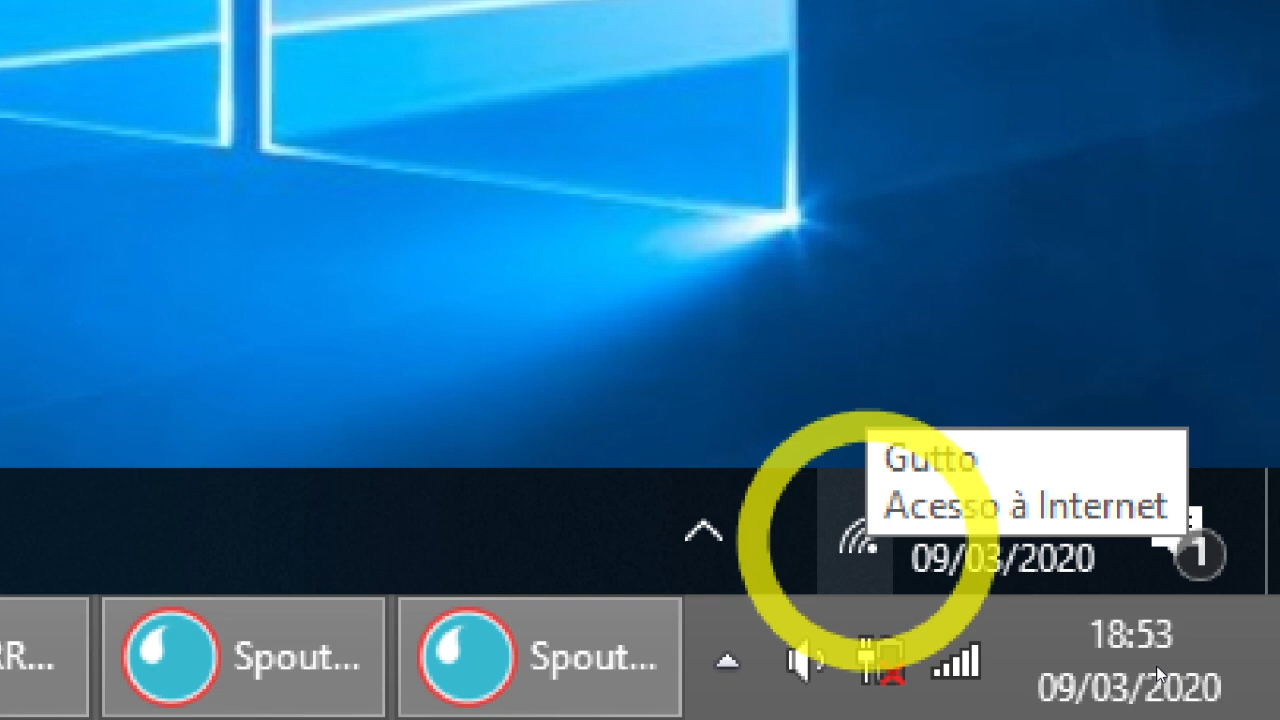 Gutto
Acesso à Internet
09/03/2020
1
R...
Spout...
Spout...
18:53
09/03/2020